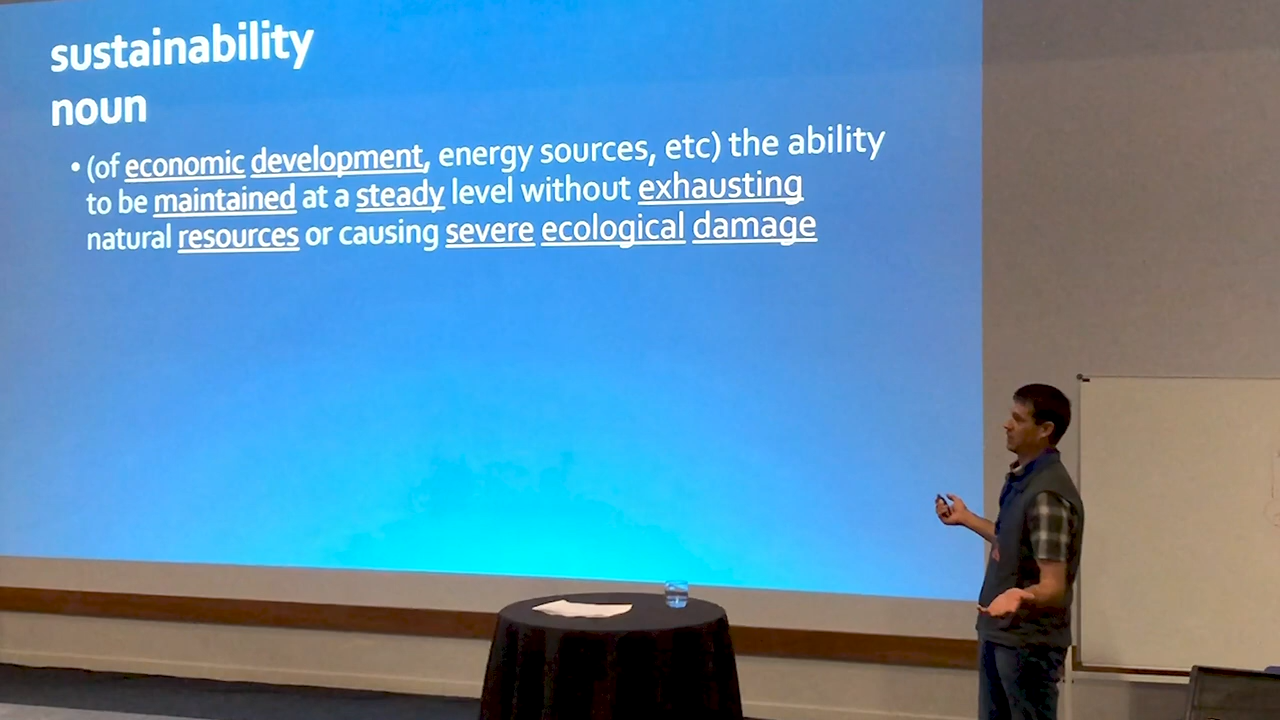 sustainability
noun
• (of economic development, energy sources, etc) the ability
to be maintained at a steady level without exhausting
natural resources or causing severe ecological damage